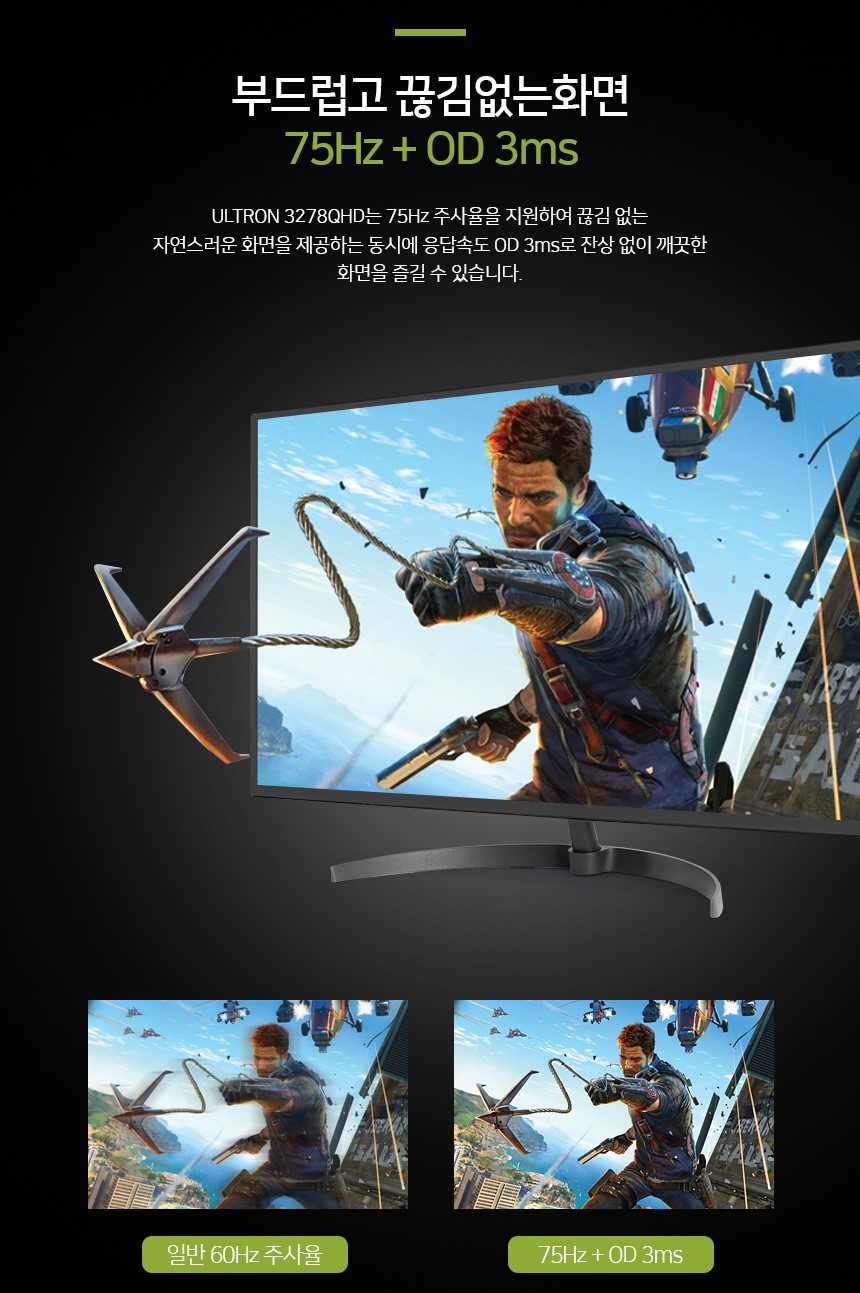 부드럽고 끊김없는화면
75Hz + OD 3ms
ULTRON 3278QHD는 75Hz 주사율을 지원하여 끊김 없는
자연스러운 화면을 제공하는 동시에 응답속도 OD 3ms로 잔상 없이 깨끗한
화면을 즐길 수 있습니다.
일반 60Hz 주사율
75Hz + OD 3ms